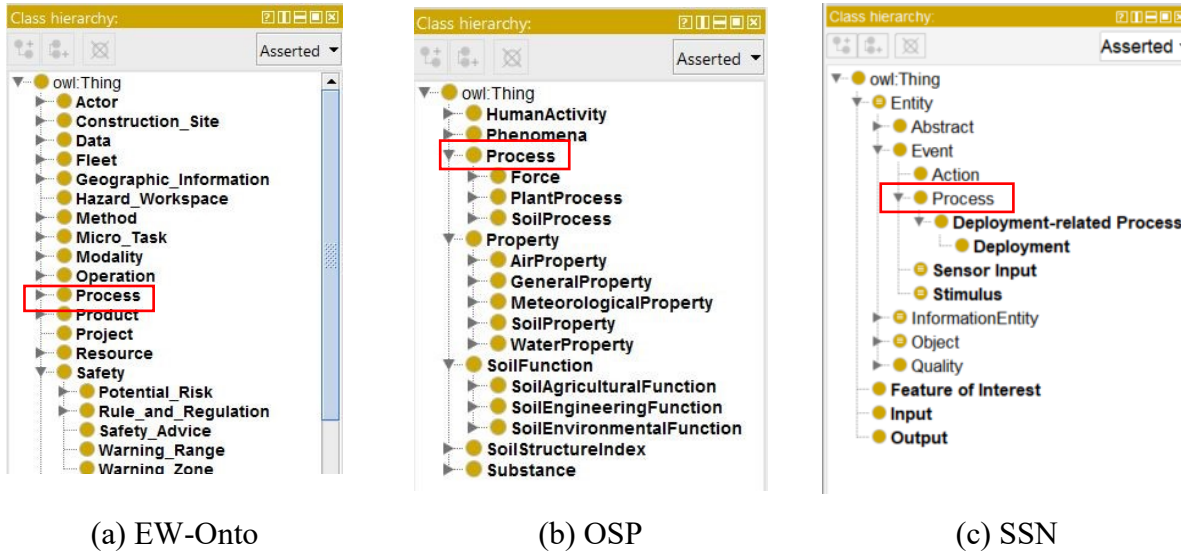 Class hierarchy:
Asserted
owl:Thing
Actor
Construction_Site
Data
Fleet
Geographic_Information
Hazard_Workspace
Method
Micro_Task
Modality
Operation
Process
Product
Project
Resource
Safety
Potential_Risk
Rule_and_Regulation
Safety_Advice
Warning_Range
Warning_Zone
(a) EW-Onto
Class hierarchy:
Asserted
owl:Thing
HumanActivity
Phenomena
Process
Force
PlantProcess
SoilProcess
Property
AirProperty
GeneralProperty
MeteorologicalProperty
SoilProperty
WaterProperty
SoilFunction
SoilAgriculturalFunction
SoilEngineeringFunction
SoilEnvironmentalFunction
SoilStructureIndex
Substance
(b) OSP
Class hierarchy:
Asserted
owl:Thing
Entity
Abstract
Event
Action
Process
Deployment-related Process
Deployment
Sensor Input
Stimulus
InformationEntity
Object
Quality
Feature of Interest
Input
Output
(c) SSN